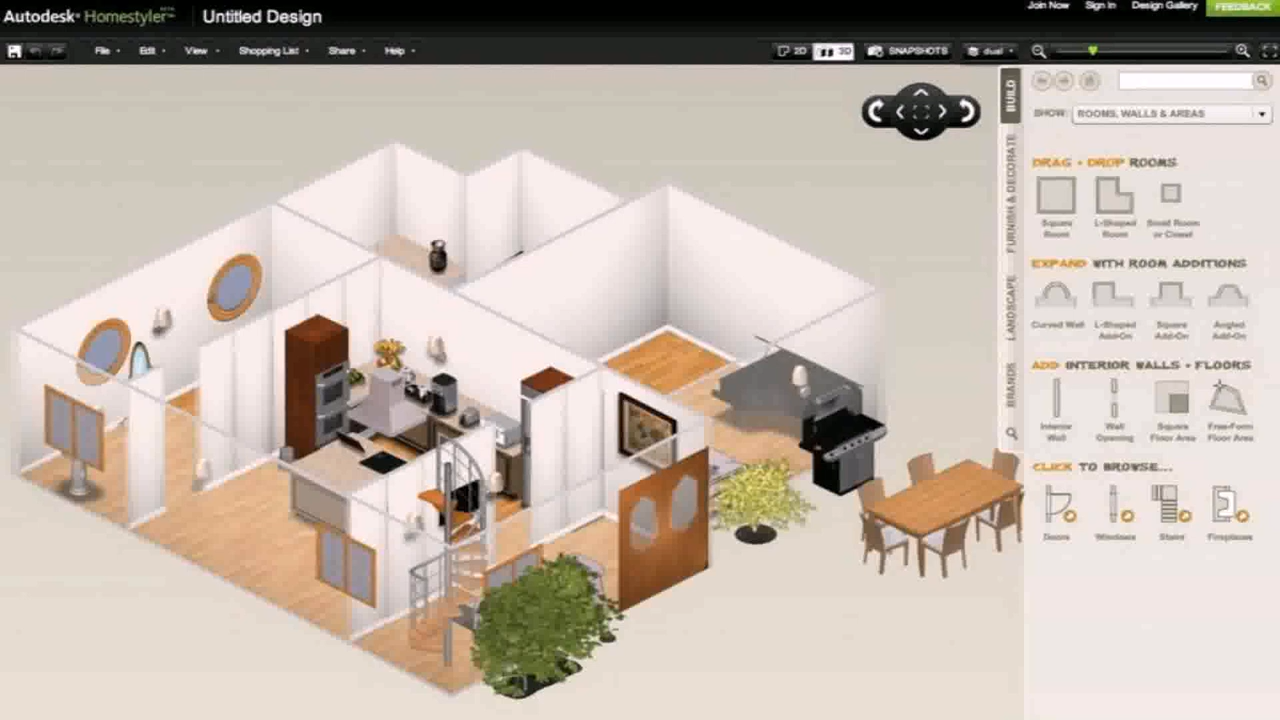 Autodesk® Homestyler™ BETA Untitled Design
Join Now Sign In Design Gallery FEEDBACK
File Edit View Shopping List Share Help
2D 3D SNAPSHOTS dual
BUILD
FURNISH & DECORATE
LANDSCAPE
BRANDS
SHOW: ROOMS, WALLS & AREAS
DRAG + DROP ROOMS
Square Room
L-Shaped Room
Small Room or Closet
EXPAND WITH ROOM ADDITIONS
Curved Wall
L-Shaped Add-On
Square Add-On
Angled Add-On
ADD INTERIOR WALLS + FLOORS
Interior Wall
Wall Opening
Square Floor Area
Free-Form Floor Area
CLICK TO BROWSE...
Doors Windows Stairs Fireplaces